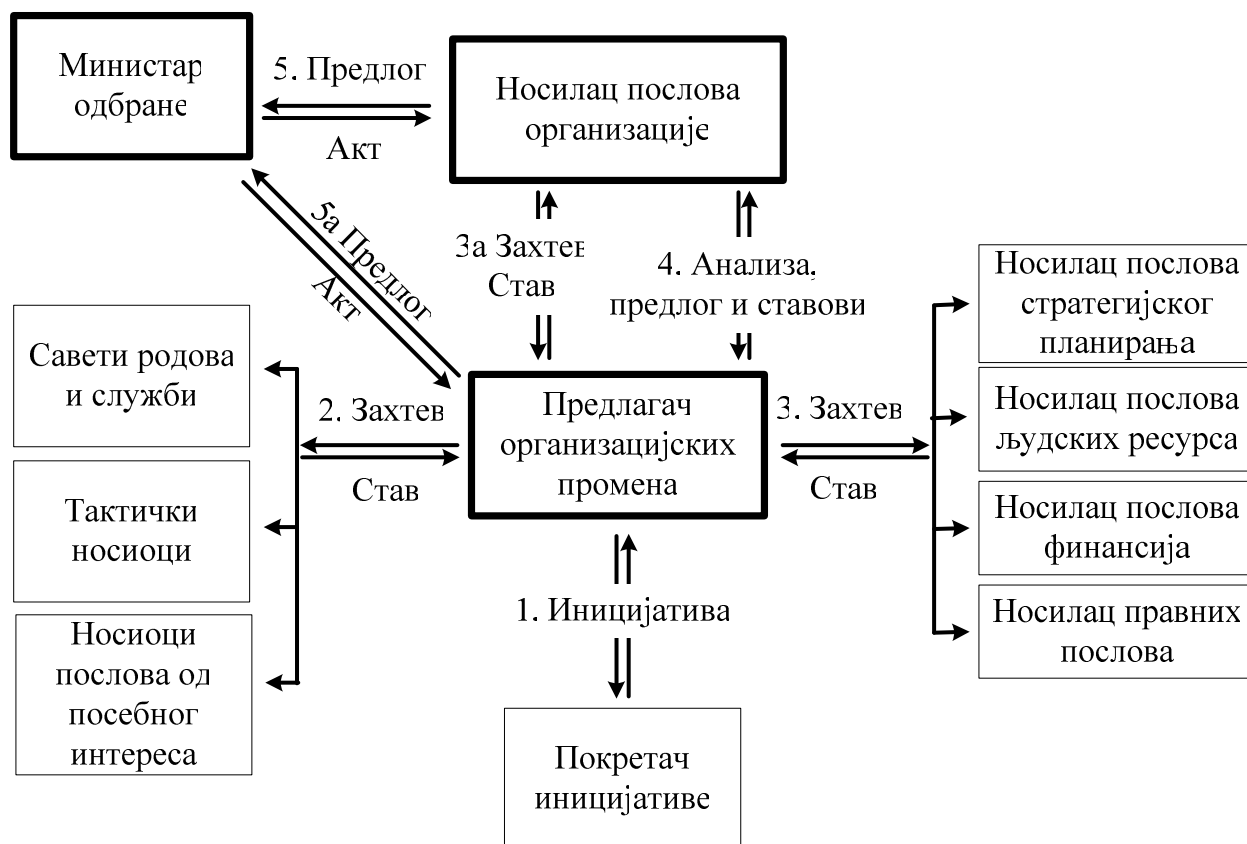 Министар
одбране
5. Предлог
Акт
Носилац послова
организације
5а Предлог
Акт
3а Захтев
Став
4. Анализа,
предлог и ставови
Савети родова
и служби
Тактички
носиоци
Носиоци
послова од
посебног
интереса
2. Захтев
Став
Предлагач
организацијских
промена
3. Захтев
Став
Носилац послова
стратегијског
планирања
Носилац послова
људских ресурса
Носилац послова
финансија
Носилац правних
послова
1. Иницијатива
Покретач
иницијативе